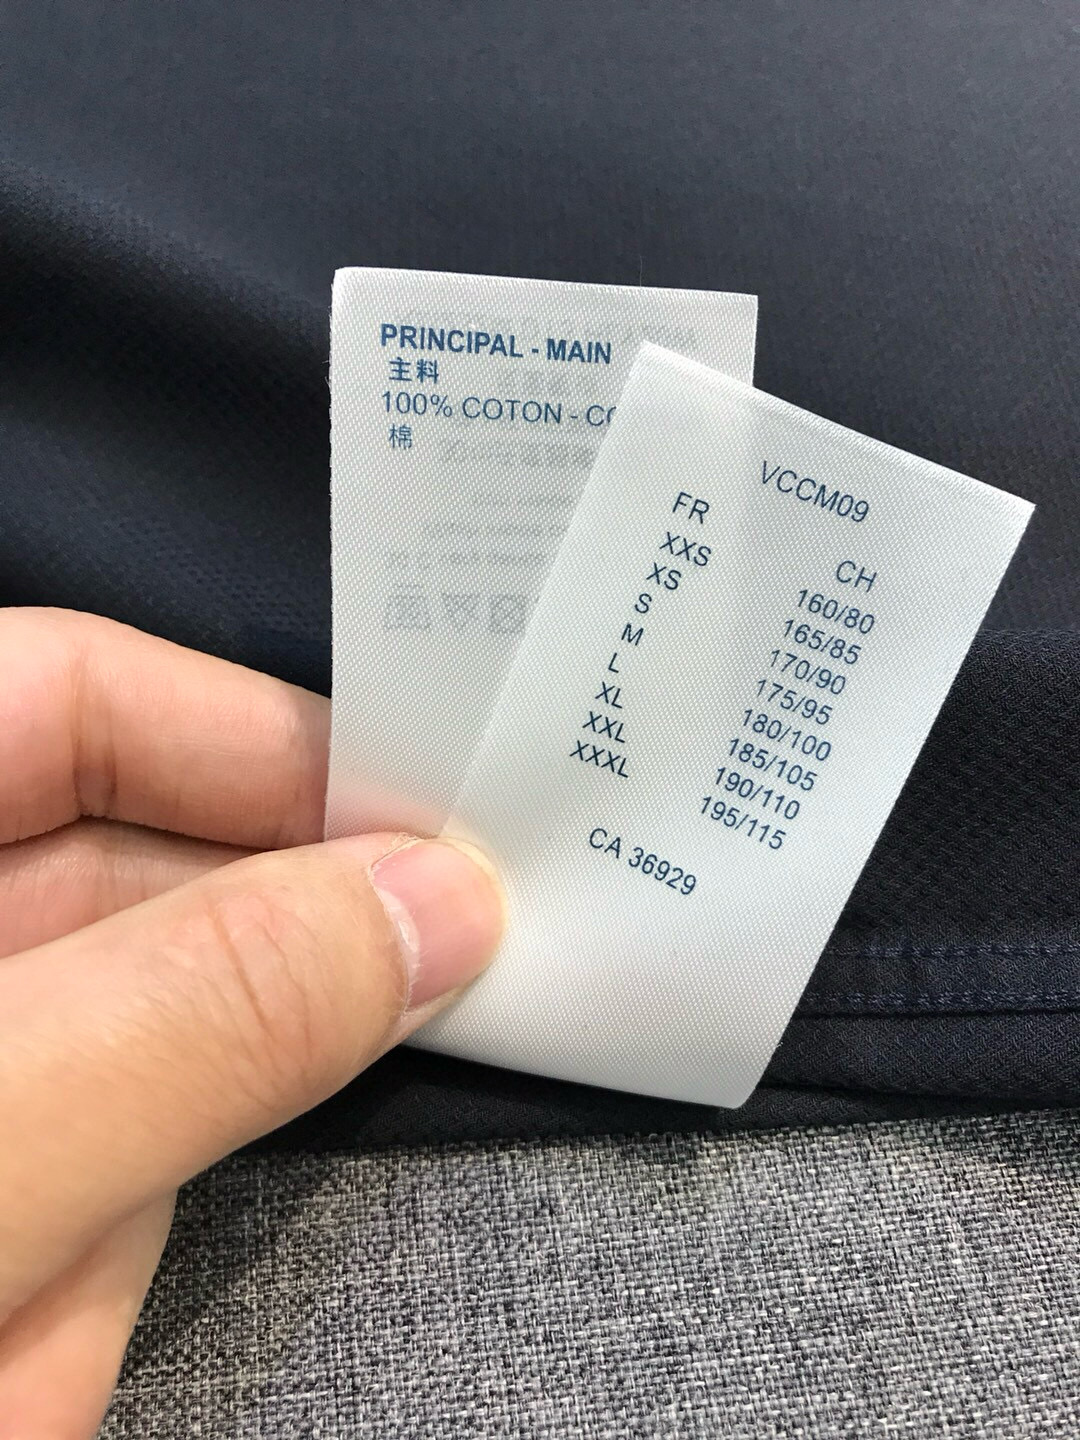 PRINCIPAL - MAIN
主料
100% COTON - CO
棉
VCCM09
FR CH
XXS 160/80
XS 165/85
S 170/90
M 175/95
L 180/100
XL 185/105
XXL 190/110
XXXL 195/115
CA 36929